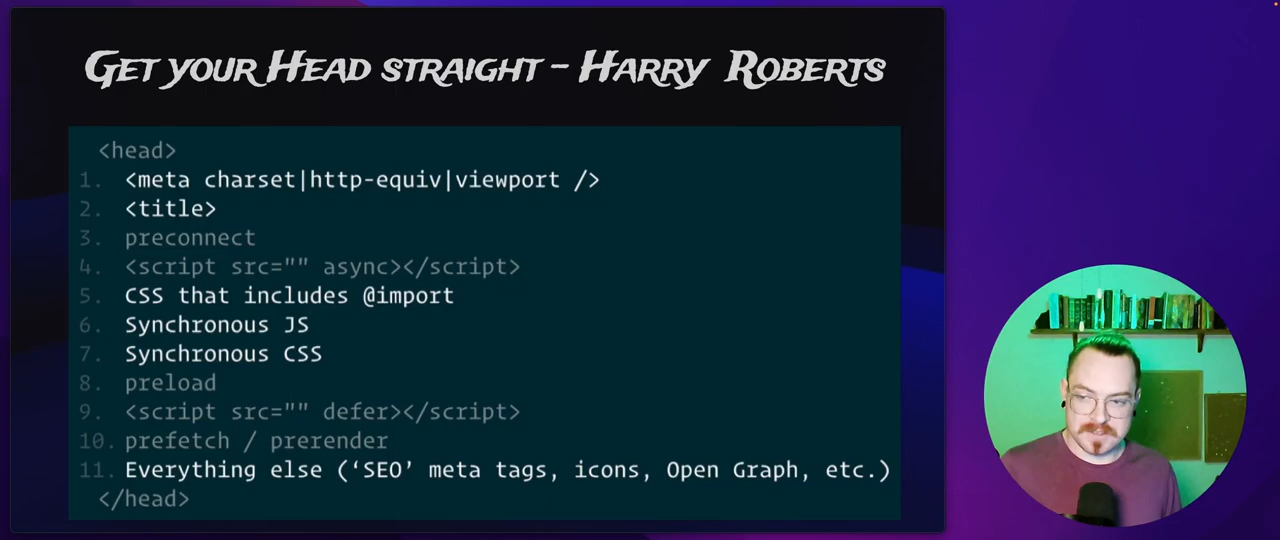 Get your Head straight - Harry Roberts
<head>
1. <meta charset|http-equiv|viewport />
2. <title>
3. preconnect
4. <script src="" async></script>
5. CSS that includes @import
6. Synchronous JS
7. Synchronous CSS
8. preload
9. <script src="" defer></script>
10. prefetch / prerender
11. Everything else (‘SEO’ meta tags, icons, Open Graph, etc.)
</head>